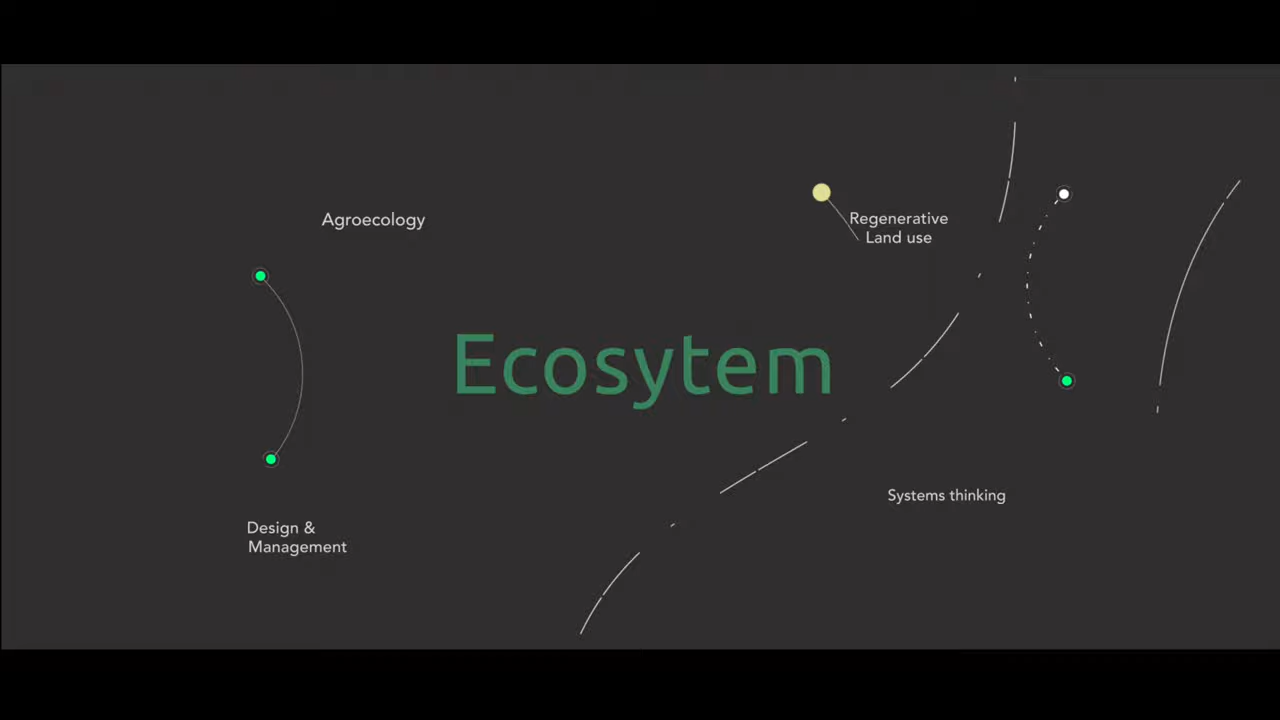 Agroecology
Regenerative
Land use
Ecosytem
Systems thinking
Design &
Management